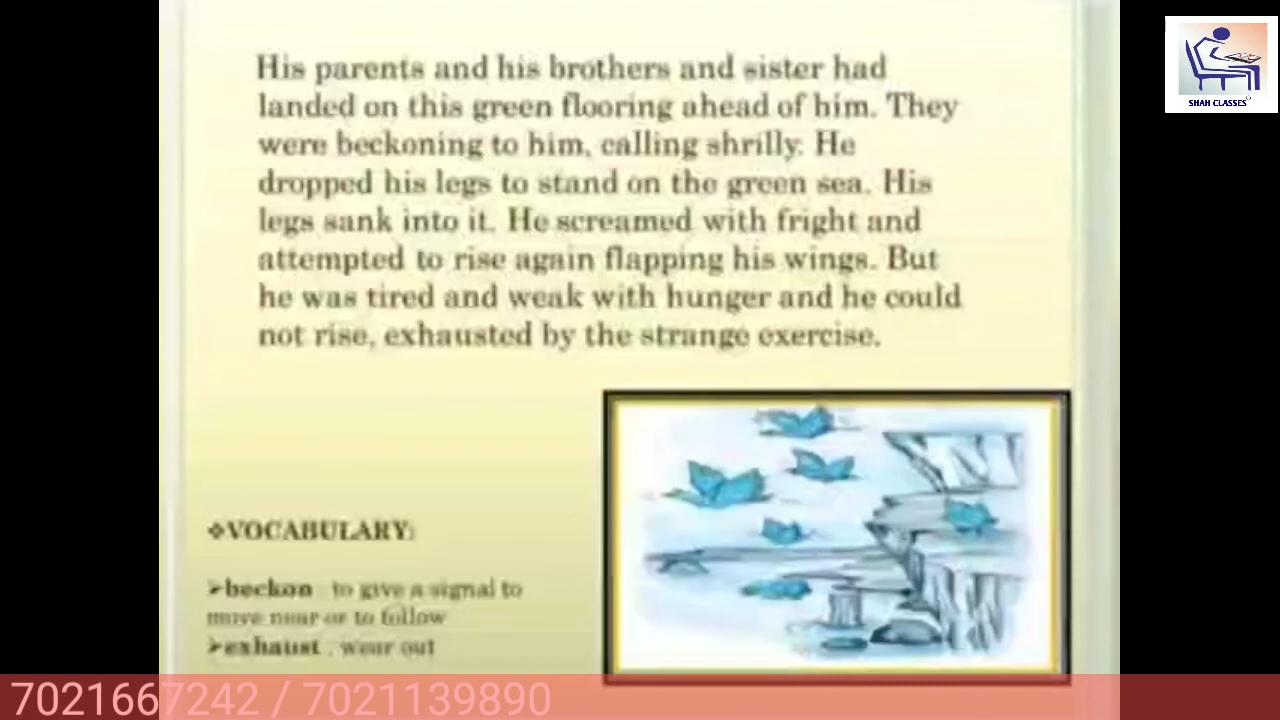 His parents and his brothers and sister had
landed on this green flooring ahead of him. They
were beckoning to him, calling shrilly. He
dropped his legs to stand on the green sea. His
legs sank into it. He screamed with fright and
attempted to rise again flapping his wings. But
he was tired and weak with hunger and he could
not rise, exhausted by the strange exercise.
❖VOCABULARY:
➢beckon : to give a signal to
move near or to follow
➢exhaust : wear out
SHAH CLASSES
7021667242 / 7021139890